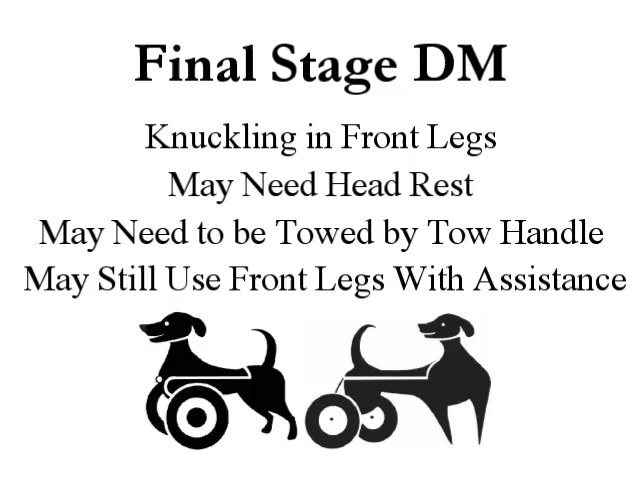 Final Stage DM
Knuckling in Front Legs
May Need Head Rest
May Need to be Towed by Tow Handle
May Still Use Front Legs With Assistance